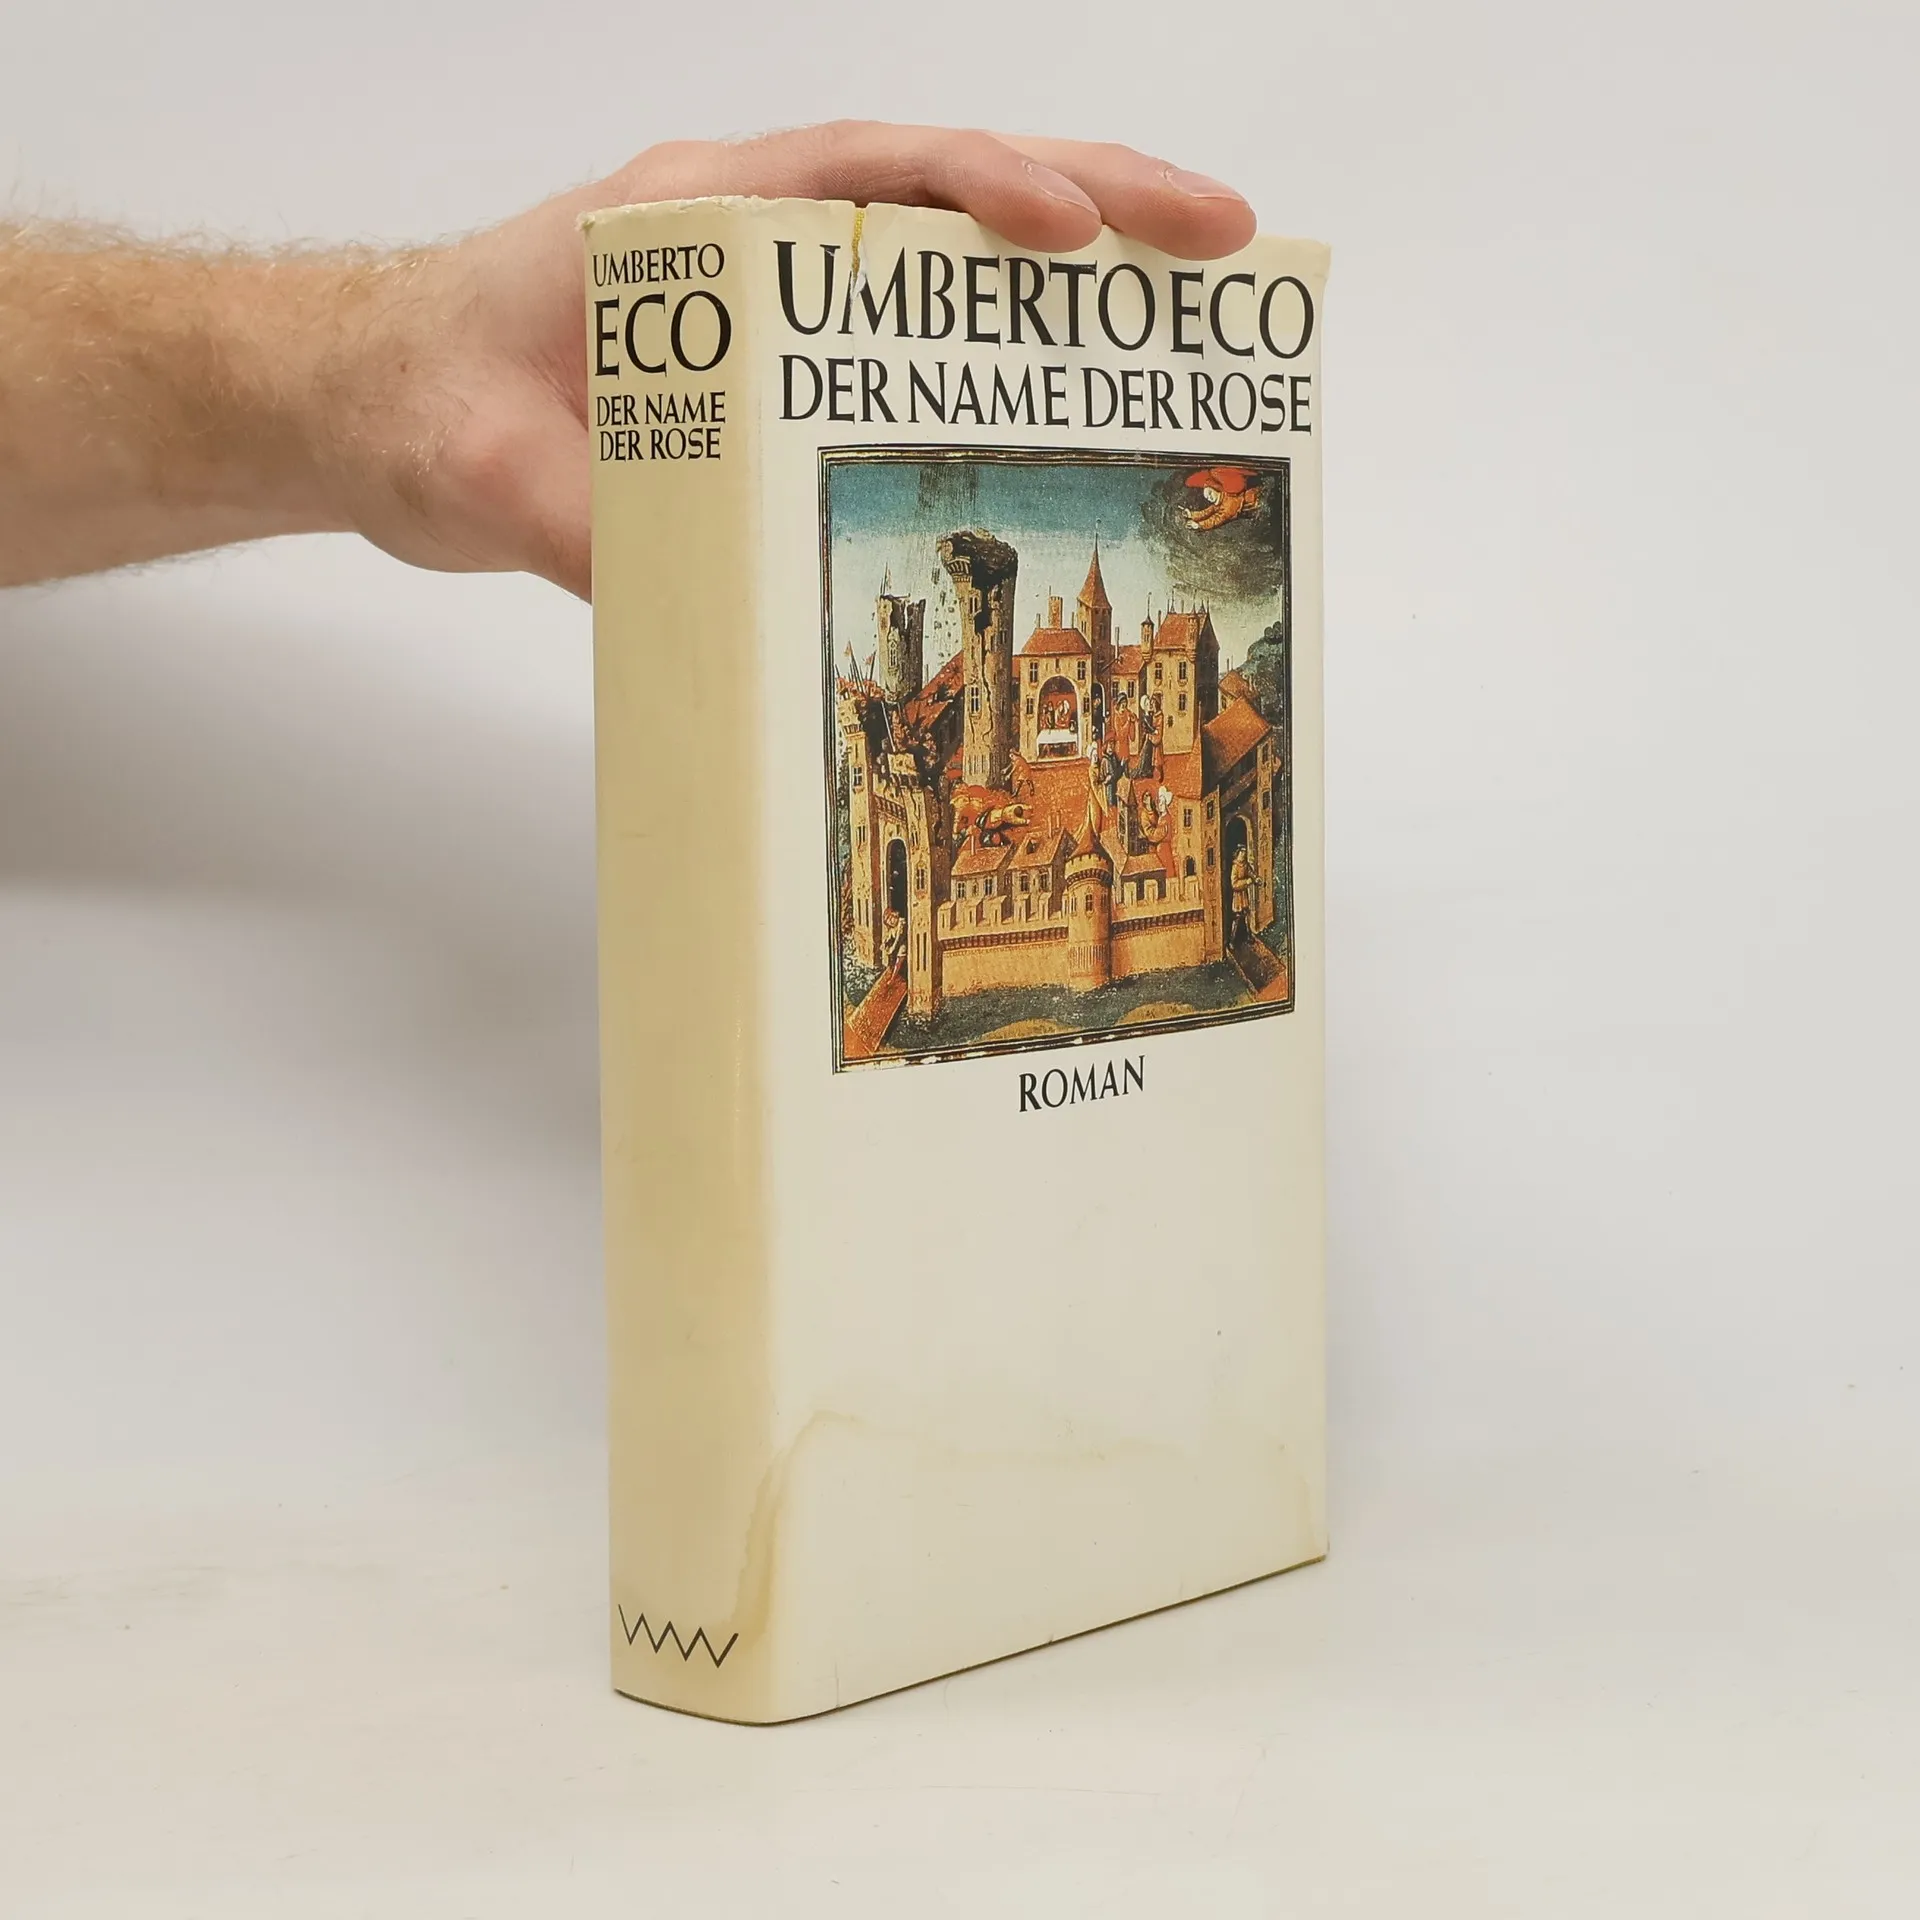 UMBERTO
ECO
DER NAME
DER ROSE
UMBERTO ECO
DER NAME DER ROSE
ROMAN